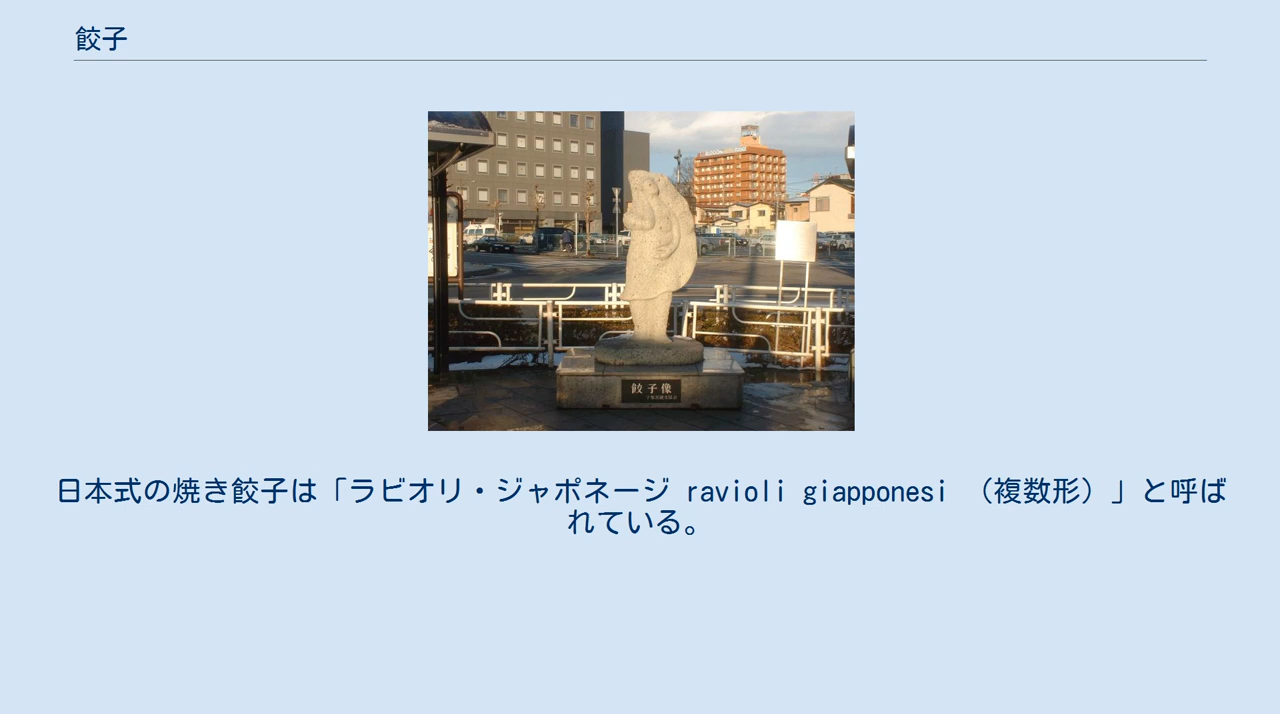 餃子
餃子像
日本式の焼き餃子は「ラビオリ・ジャポネージ ravioli giapponesi （複数形）」と呼ば
れている。